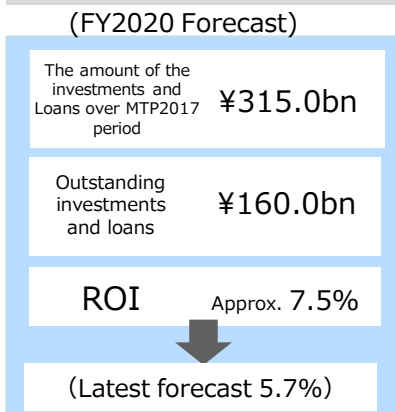 (FY2020 Forecast)
The amount of the
investments and
Loans over MTP2017
period
¥315.0bn
Outstanding
investments
and loans
¥160.0bn
ROI
Approx. 7.5%
(Latest forecast 5.7%)